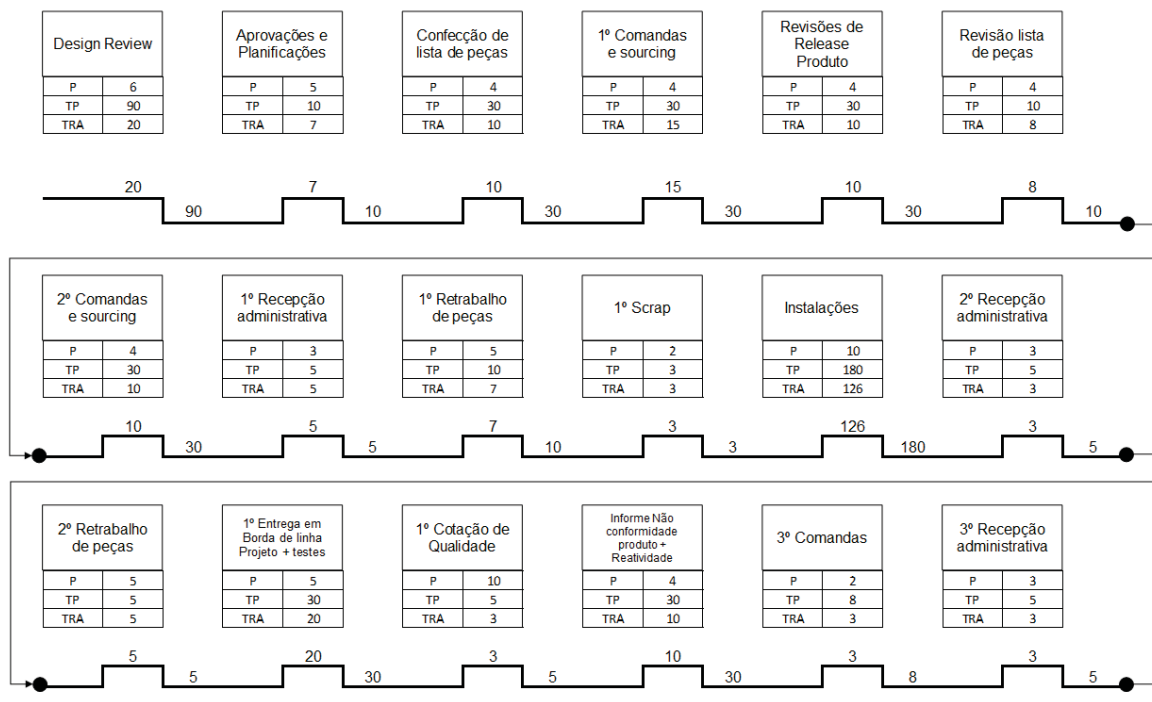 Design Review
P 6
TP 90
TRA 20
Aprovações e
Planificações
P 5
TP 10
TRA 7
Confecção de
lista de peças
P 4
TP 30
TRA 10
1º Comandas
e sourcing
P 4
TP 30
TRA 15
Revisões de
Release
Produto
P 4
TP 30
TRA 10
Revisão lista
de peças
P 4
TP 10
TRA 8
20 7 10 15 10 8
90 10 30 30 30 10
2º Comandas
e sourcing
P 4
TP 30
TRA 10
1º Recepção
administrativa
P 3
TP 5
TRA 5
1º Retrabalho
de peças
P 5
TP 10
TRA 7
1º Scrap
P 2
TP 3
TRA 3
Instalações
P 10
TP 180
TRA 126
2º Recepção
administrativa
P 3
TP 5
TRA 3
10 5 7 3 126 3
30 5 10 3 180 5
2º Retrabalho
de peças
P 5
TP 5
TRA 5
1º Entrega em
Borda de linha
Projeto + testes
P 5
TP 30
TRA 20
1º Cotação de
Qualidade
P 10
TP 5
TRA 3
Informe Não
conformidade
produto +
Reatividade
P 4
TP 30
TRA 10
3º Comandas
P 2
TP 8
TRA 3
3º Recepção
administrativa
P 3
TP 5
TRA 3
5 20 3 10 3 3
5 30 5 30 8 5